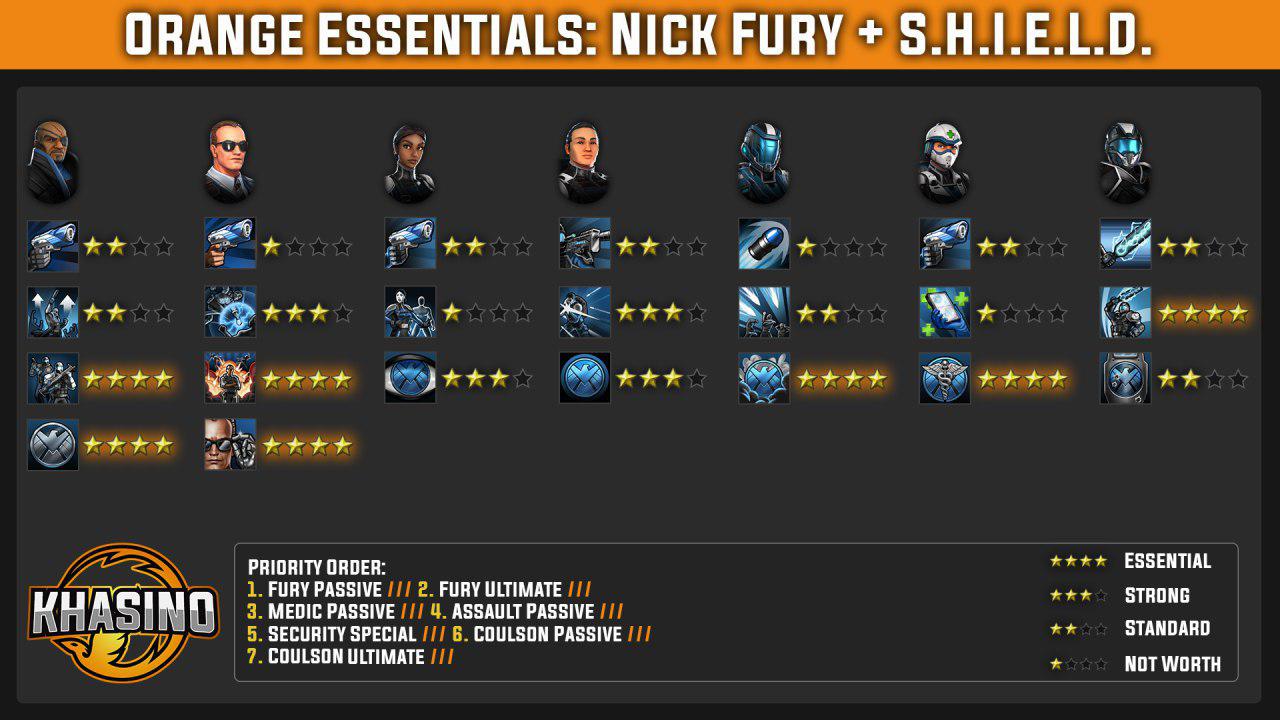 ORANGE ESSENTIALS: NICK FURY + S.H.I.E.L.D.
KHASINO
PRIORITY ORDER:
1. FURY PASSIVE /// 2. FURY ULTIMATE ///
3. MEDIC PASSIVE /// 4. ASSAULT PASSIVE ///
5. SECURITY SPECIAL /// 6. COULSON PASSIVE ///
7. COULSON ULTIMATE ///
ESSENTIAL
STRONG
STANDARD
NOT WORTH